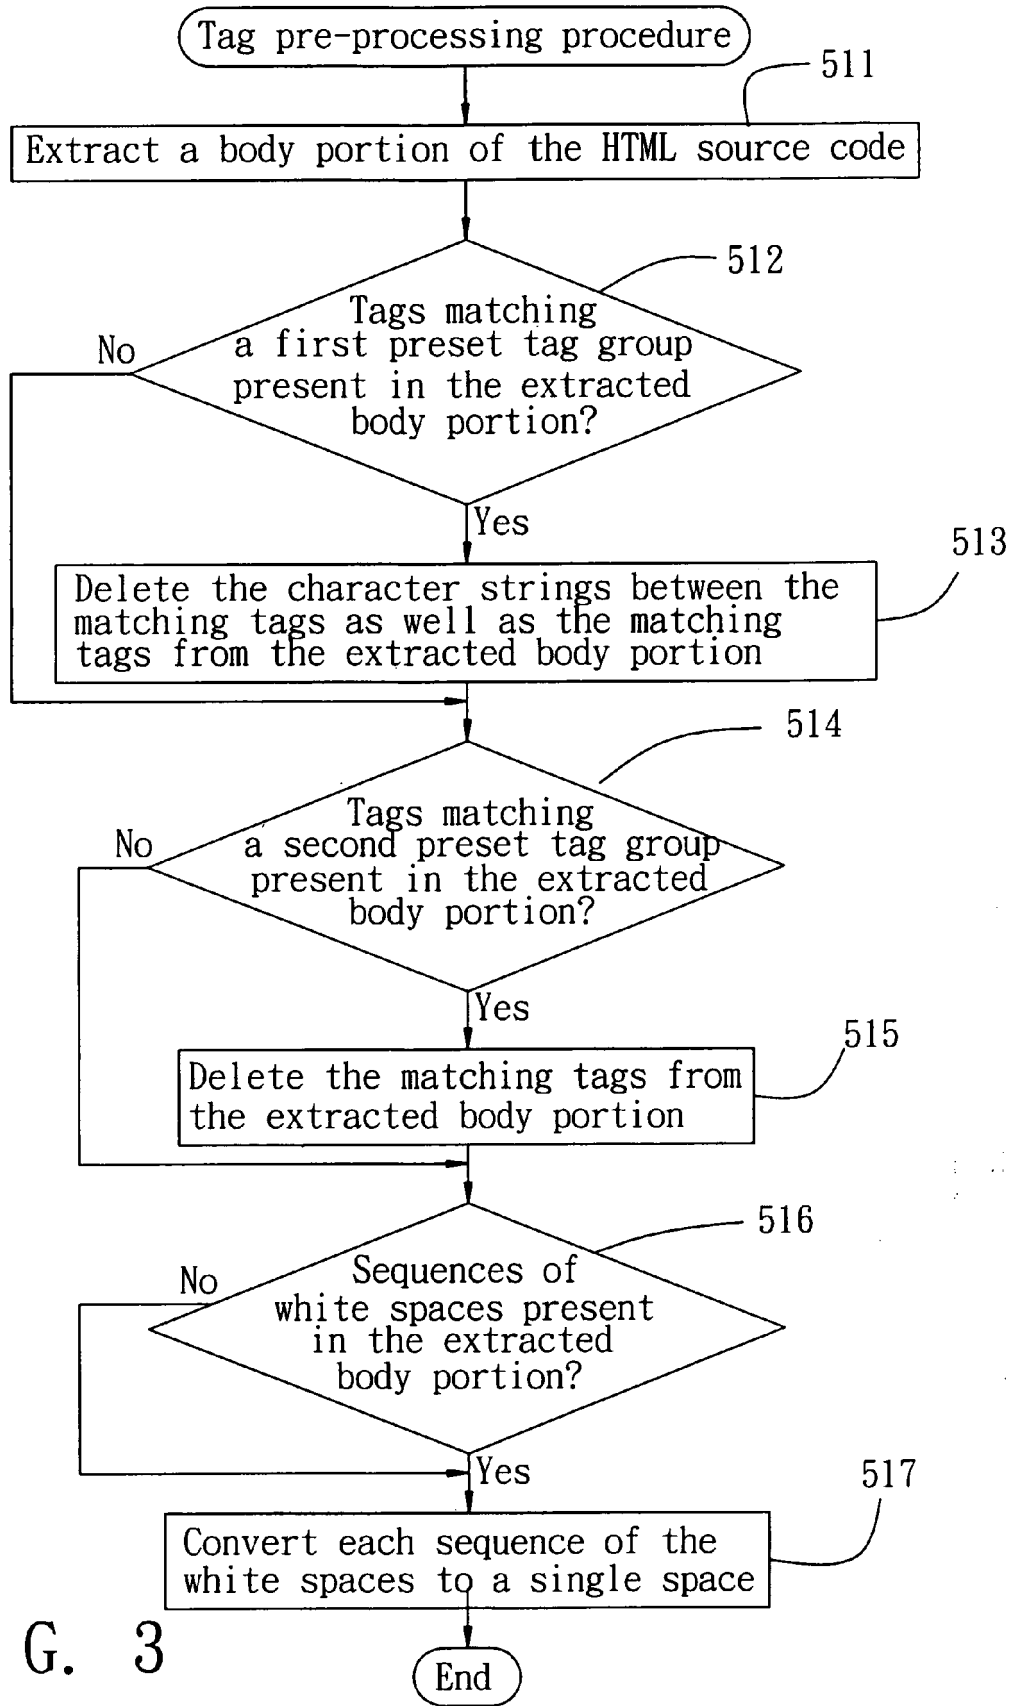 Tag pre-processing procedure
511
Extract a body portion of the HTML source code
512
Tags matching
a first preset tag group
present in the extracted
body portion?
No
Yes
513
Delete the character strings between the
matching tags as well as the matching
tags from the extracted body portion
514
Tags matching
a second preset tag group
present in the extracted
body portion?
No
Yes
515
Delete the matching tags from
the extracted body portion
516
Sequences of
white spaces present
in the extracted
body portion?
No
Yes
517
Convert each sequence of the
white spaces to a single space
G. 3
End